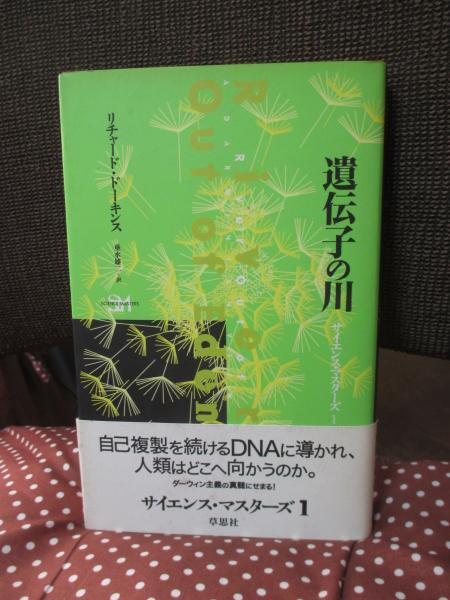 遺伝子の川
サイエンス・マスターズ 1
リチャード・ドーキンス
垂水雄二 訳
River
Out of Eden
SCIENCE MASTERS
自己複製を続けるDNAに導かれ、
人類はどこへ向かうのか。
ダーウィン主義の真髄にせまる!
サイエンス・マスターズ1
草思社